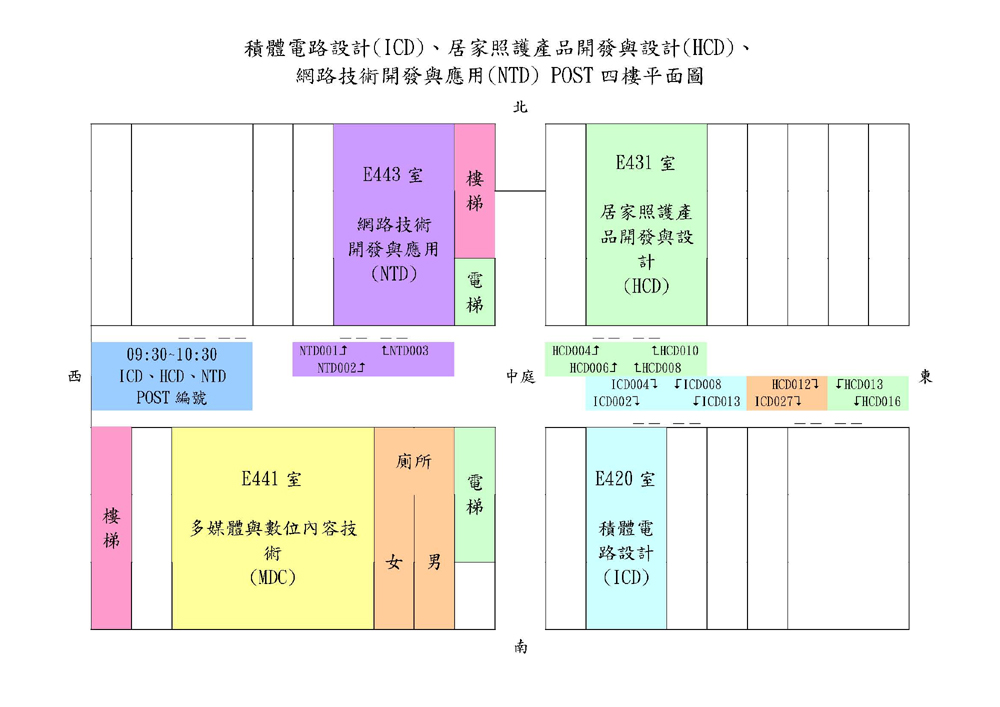 積體電路設計(ICD)、居家照護產品開發與設計(HCD)、
網路技術開發與應用(NTD) POST 四樓平面圖
北
E443 室
網路技術
開發與應用
(NTD)
樓
梯
電
梯
E431 室
居家照護產
品開發與設
計
(HCD)
西
09:30~10:30
ICD、HCD、NTD
POST 編號
NTD001↥ ↥NTD003
NTD002↥
中庭
HCD004↥ ↥HCD010
HCD006↥ ↥HCD008
ICD004↴ ↴ICD008
ICD002↴ ↴ICD013
HCD012↴ ↴HCD013
ICD027↴ ↴HCD016
東
樓
梯
E441 室
多媒體與數位內容技
術
(MDC)
廁所
女
男
電
梯
E420 室
積體電
路設計
(ICD)
南